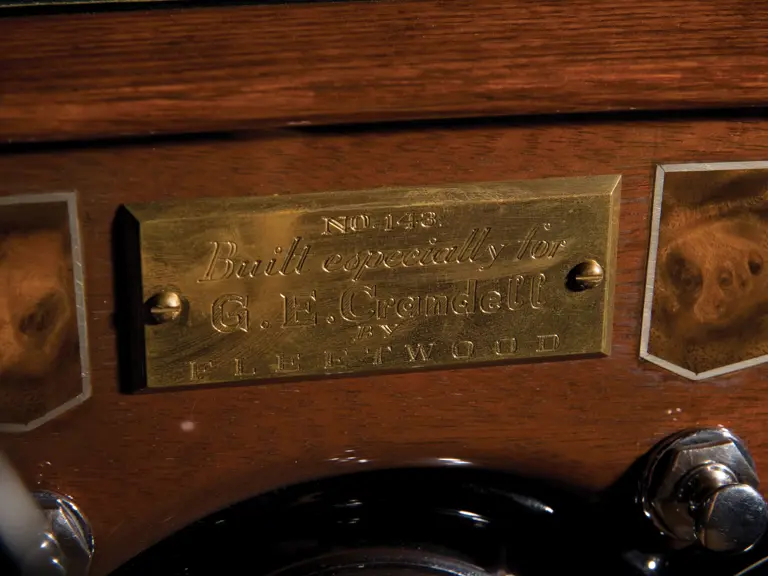 NO. 143.
Built especially for
G. E. Crandell
BY
FLEETWOOD